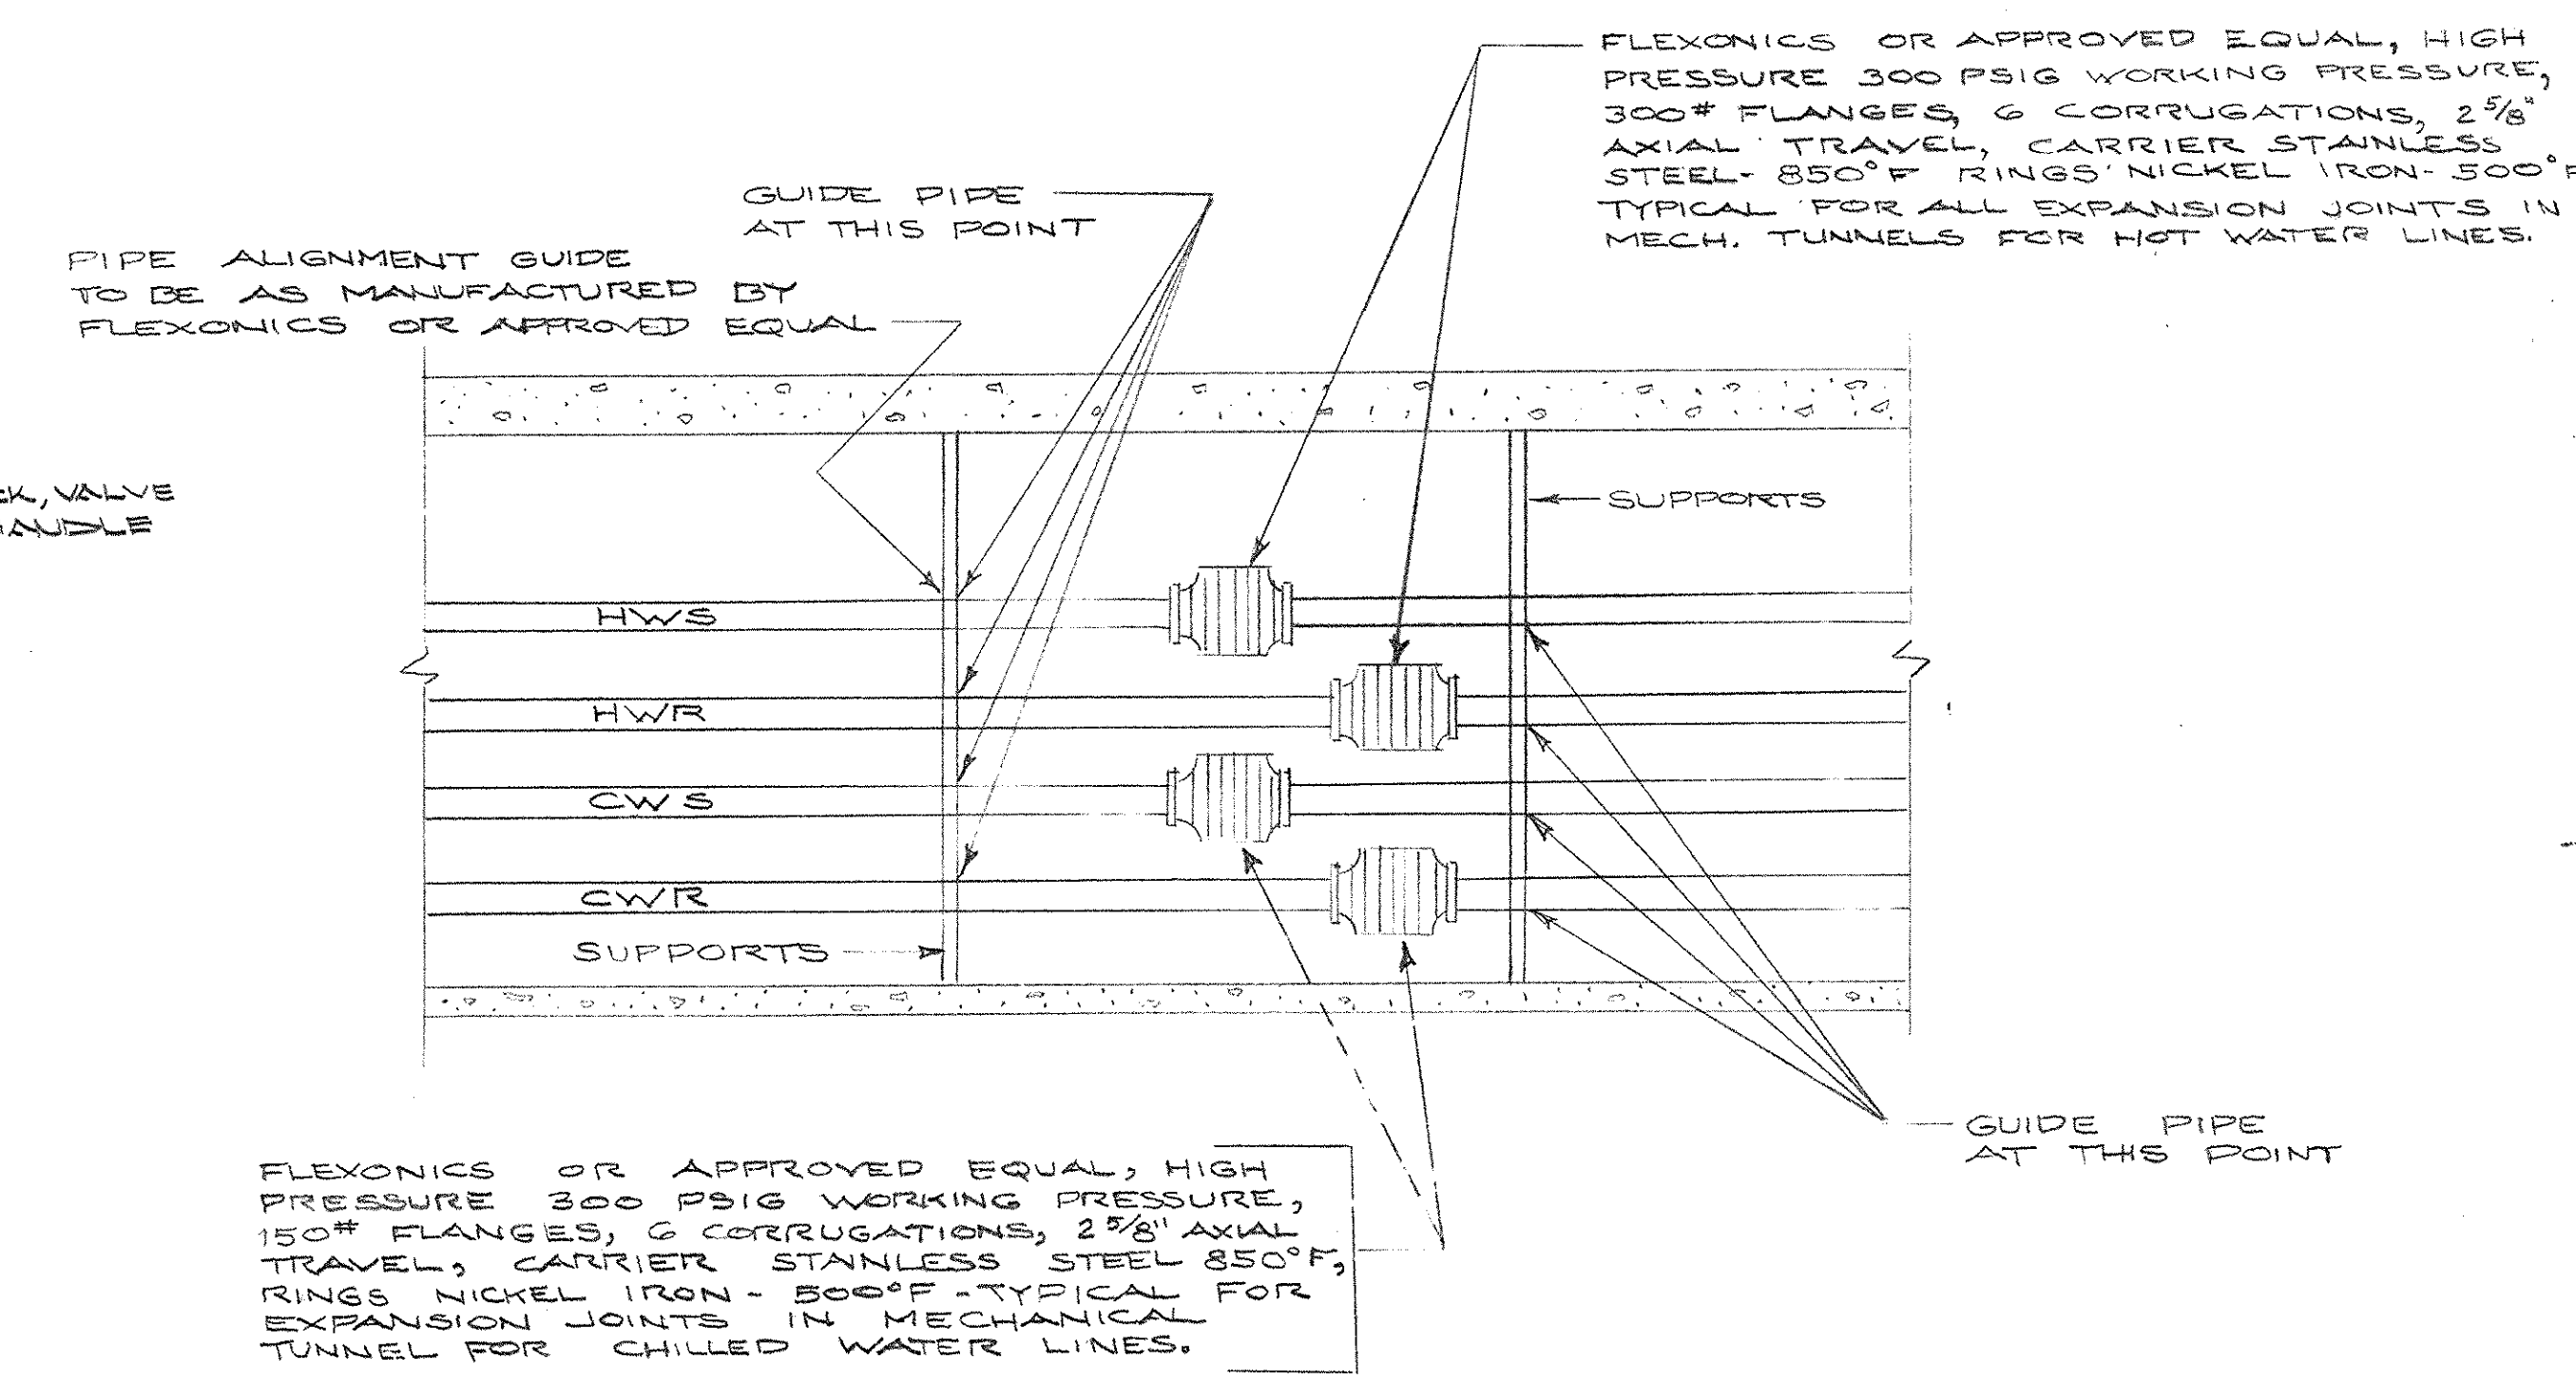 FLEXONICS OR APPROVED EQUAL, HIGH
PRESSURE 300 PSIG WORKING PRESSURE,
300# FLANGES, 6 CORRUGATIONS, 2 5/8"
AXIAL TRAVEL, CARRIER STAINLESS
STEEL- 850°F RINGS NICKEL IRON- 500°F
TYPICAL FOR ALL EXPANSION JOINTS IN
MECH. TUNNELS FOR HOT WATER LINES.
GUIDE PIPE
AT THIS POINT
PIPE ALIGNMENT GUIDE
TO BE AS MANUFACTURED BY
FLEXONICS OR APPROVED EQUAL
VALVE
SUPPORTS
HWS
HWR
CWS
CWR
SUPPORTS
GUIDE PIPE
AT THIS POINT
FLEXONICS OR APPROVED EQUAL, HIGH
PRESSURE 300 PSIG WORKING PRESSURE,
150# FLANGES, 6 CORRUGATIONS, 2 5/8" AXIAL
TRAVEL, CARRIER STAINLESS STEEL 850°F,
RINGS NICKEL IRON - 500°F - TYPICAL FOR
EXPANSION JOINTS IN MECHANICAL
TUNNEL FOR CHILLED WATER LINES.